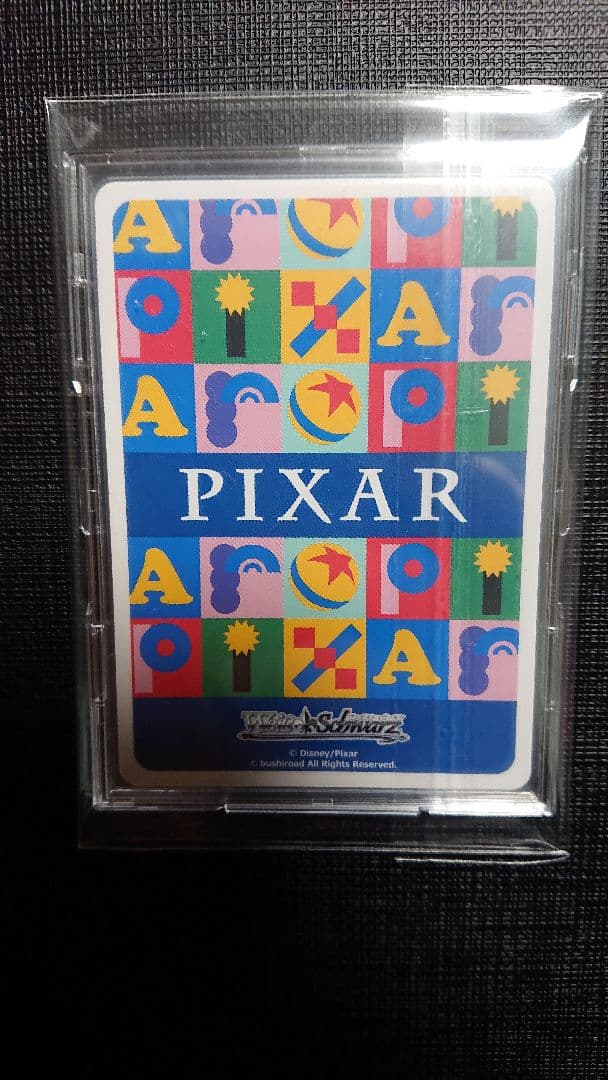 PIXAR
Weiß Schwarz
© Disney/Pixar
© bushiroad All Rights Reserved.